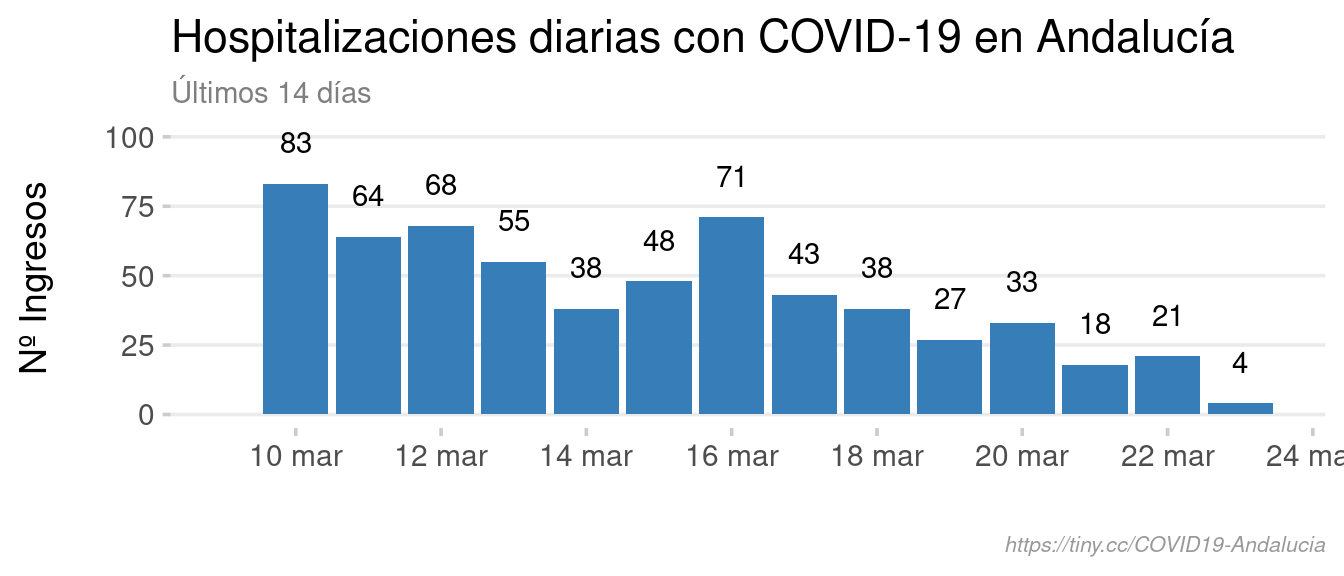 Hospitalizaciones diarias con COVID-19 en Andalucía
Últimos 14 días
Nº Ingresos
100
75
50
25
0
83
64
68
55
38
48
71
43
38
27
33
18
21
4
10 mar
12 mar
14 mar
16 mar
18 mar
20 mar
22 mar
24 ma
https://tiny.cc/COVID19-Andalucia